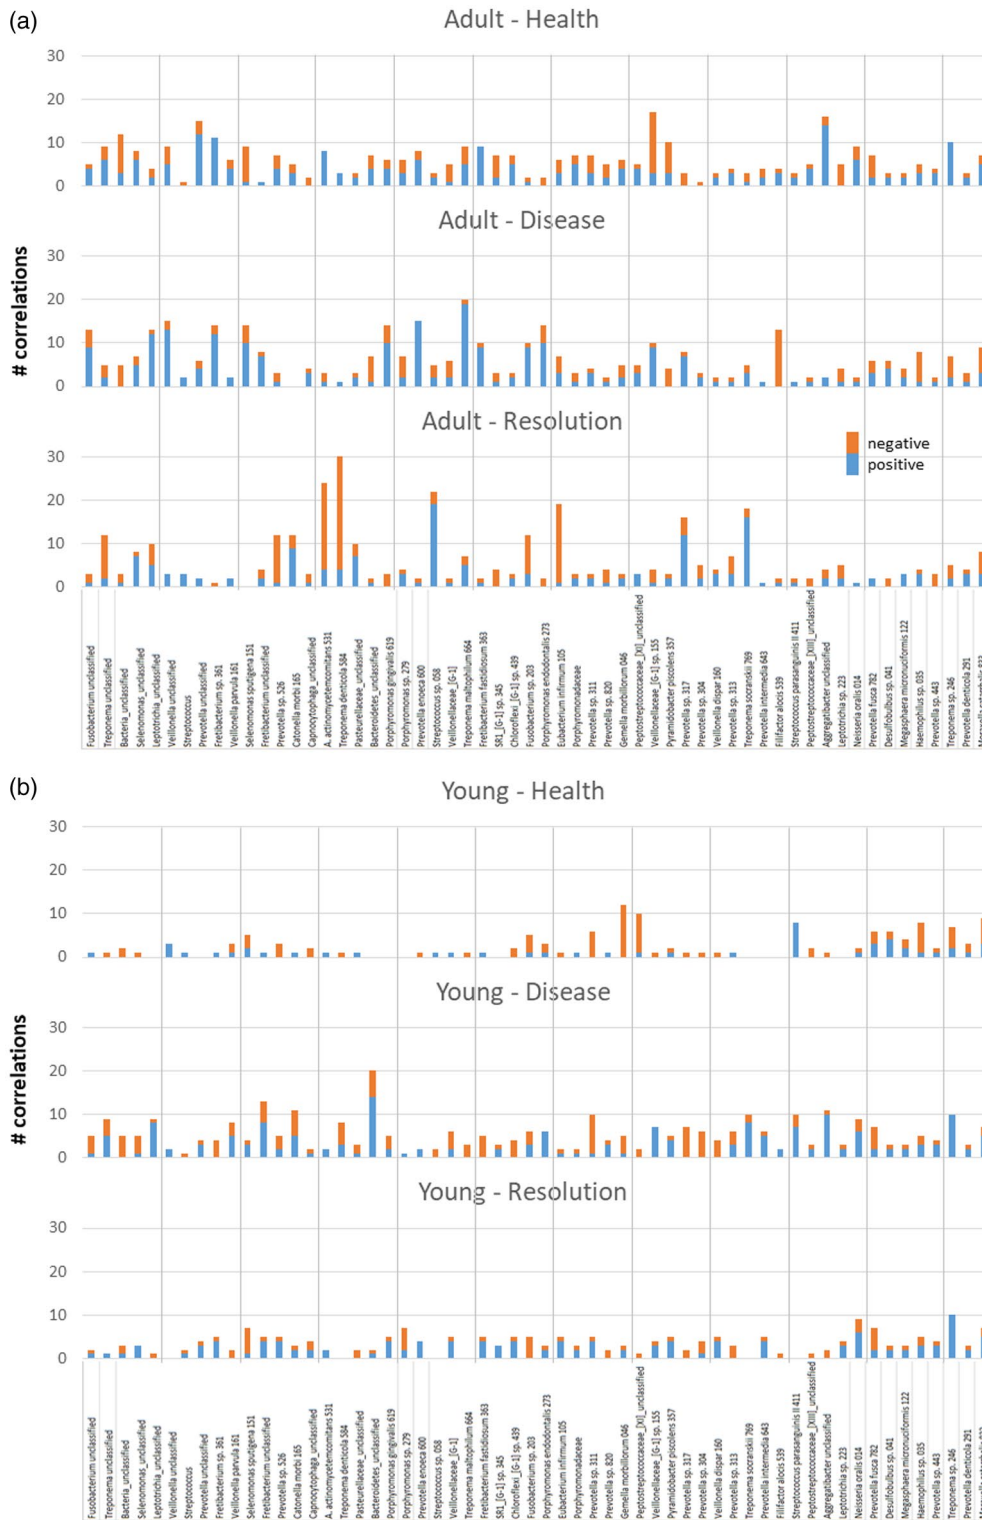 (a)
Adult - Health
30
20
10
0
Adult - Disease
30
20
10
0
# correlations
Adult - Resolution
30
20
10
0
negative
positive
Fusobacterium unclassified
Treponema unclassified
Bacteria_unclassified
Selenomonas_unclassified
Leptotrichia_unclassified
Veillonella unclassified
Streptococcus
Prevotella unclassified
Fretibacterium sp. 361
Veillonella parvula 161
Selenomonas sputigena 151
Fretibacterium unclassified
Prevotella sp. 526
Catonella morbi 165
Capnocytophaga_unclassified
A. actinomycetemcomitans 531
Treponema denticola 584
Pasteurellaceae_unclassified
Bacteroidetes_unclassified
Porphyromonas gingivalis 619
Porphyromonas sp. 279
Prevotella enoeca 600
Streptococcus sp. 058
Veillonellaceae_[G-1]
Treponema maltophilium 664
Fretibacterium fastidiosum 363
SR1_[G-1] sp. 345
Chloroflexi_[G-1] sp. 439
Fusobacterium sp. 203
Porphyromonas endodontalis 273
Eubacterium infirmum 105
Porphyromonadaceae
Prevotella sp. 311
Prevotella sp. 820
Gemella morbillorum 046
Peptostreptococcaceae_[XI]_unclassified
Veillonellaceae_[G-1] sp. 155
Pyramidobacter piscolens 357
Prevotella sp. 317
Prevotella sp. 304
Veillonella dispar 160
Prevotella sp. 313
Treponema socranskii 769
Prevotella intermedia 643
Filifactor alocis 539
Streptococcus parasanguinis II 411
Peptostreptococcaceae_[XIII]_unclassified
Aggregatibacter unclassified
Leptotrichia sp. 223
Neisseria oralis 014
Prevotella fusca 782
Desulfobulbus sp. 041
Megasphaera micronuciformis 122
Haemophilus sp. 035
Prevotella sp. 443
Treponema sp. 246
Prevotella denticola 291
(b)
Young - Health
30
20
10
0
Young - Disease
30
20
10
0
# correlations
Young - Resolution
30
20
10
0
Fusobacterium unclassified
Treponema unclassified
Bacteria_unclassified
Selenomonas_unclassified
Leptotrichia_unclassified
Veillonella unclassified
Streptococcus
Prevotella unclassified
Fretibacterium sp. 361
Veillonella parvula 161
Selenomonas sputigena 151
Fretibacterium unclassified
Prevotella sp. 526
Catonella morbi 165
Capnocytophaga_unclassified
A. actinomycetemcomitans 531
Treponema denticola 584
Pasteurellaceae_unclassified
Bacteroidetes_unclassified
Porphyromonas gingivalis 619
Porphyromonas sp. 279
Prevotella enoeca 600
Streptococcus sp. 058
Veillonellaceae_[G-1]
Treponema maltophilium 664
Fretibacterium fastidiosum 363
SR1_[G-1] sp. 345
Chloroflexi_[G-1] sp. 439
Fusobacterium sp. 203
Porphyromonas endodontalis 273
Eubacterium infirmum 105
Porphyromonadaceae
Prevotella sp. 311
Prevotella sp. 820
Gemella morbillorum 046
Peptostreptococcaceae_[XI]_unclassified
Veillonellaceae_[G-1] sp. 155
Pyramidobacter piscolens 357
Prevotella sp. 317
Prevotella sp. 304
Veillonella dispar 160
Prevotella sp. 313
Treponema socranskii 769
Prevotella intermedia 643
Filifactor alocis 539
Streptococcus parasanguinis II 411
Peptostreptococcaceae_[XIII]_unclassified
Aggregatibacter unclassified
Leptotrichia sp. 223
Neisseria oralis 014
Prevotella fusca 782
Desulfobulbus sp. 041
Megasphaera micronuciformis 122
Haemophilus sp. 035
Prevotella sp. 443
Treponema sp. 246
Prevotella denticola 291